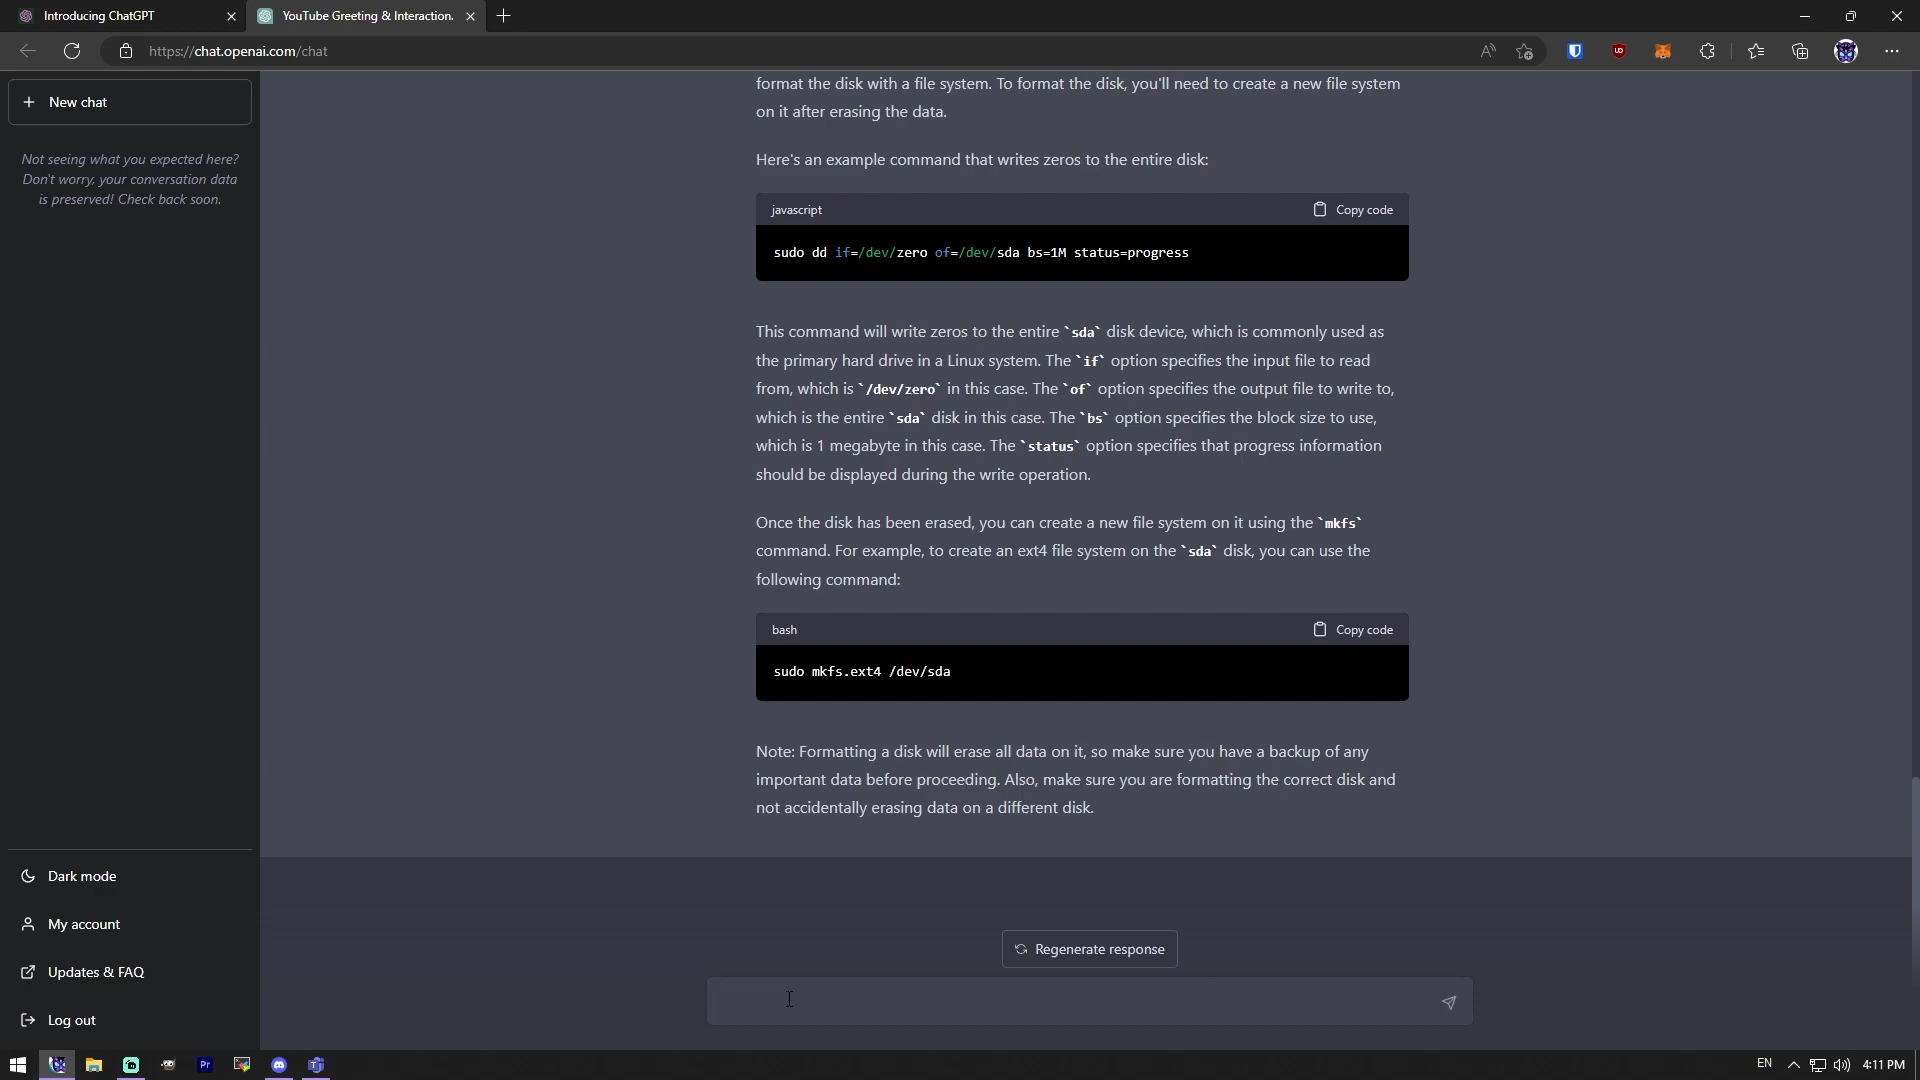 Introducing ChatGPT
YouTube Greeting & Interaction.
https://chat.openai.com/chat
New chat
Not seeing what you expected here?
Don't worry, your conversation data
is preserved! Check back soon.
format the disk with a file system. To format the disk, you'll need to create a new file system
on it after erasing the data.
Here's an example command that writes zeros to the entire disk:
javascript
Copy code
sudo dd if=/dev/zero of=/dev/sda bs=1M status=progress
This command will write zeros to the entire `sda` disk device, which is commonly used as
the primary hard drive in a Linux system. The `if` option specifies the input file to read
from, which is `/dev/zero` in this case. The `of` option specifies the output file to write to,
which is the entire `sda` disk in this case. The `bs` option specifies the block size to use,
which is 1 megabyte in this case. The `status` option specifies that progress information
should be displayed during the write operation.
Once the disk has been erased, you can create a new file system on it using the `mkfs`
command. For example, to create an ext4 file system on the `sda` disk, you can use the
following command:
bash
Copy code
sudo mkfs.ext4 /dev/sda
Note: Formatting a disk will erase all data on it, so make sure you have a backup of any
important data before proceeding. Also, make sure you are formatting the correct disk and
not accidentally erasing data on a different disk.
Dark mode
My account
Updates & FAQ
Log out
Regenerate response
Pr
EN
4:11 PM